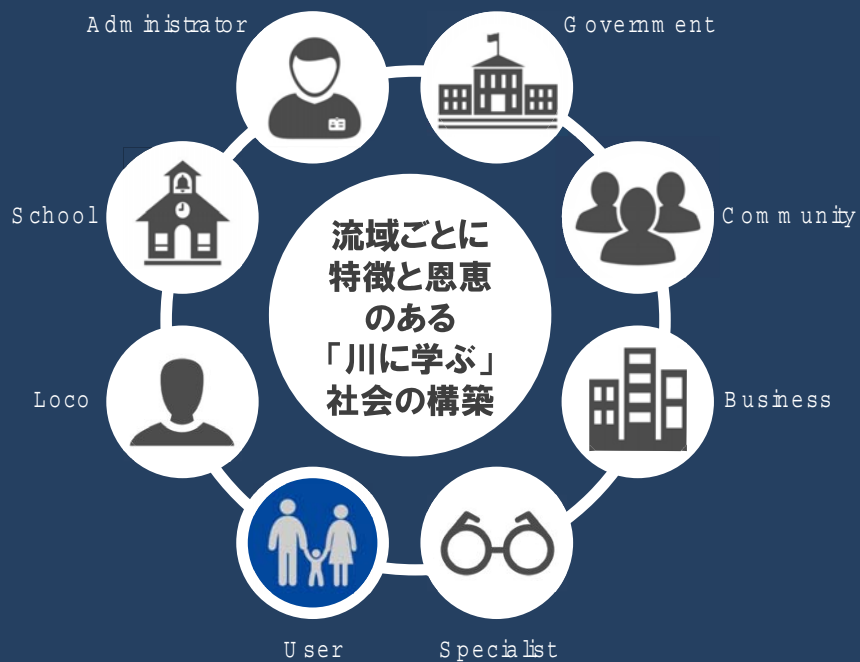 Administrator
Government
School
Community
流域ごとに
特徴と恩恵
のある
「川に学ぶ」
社会の構築
Loco
Business
User
Specialist